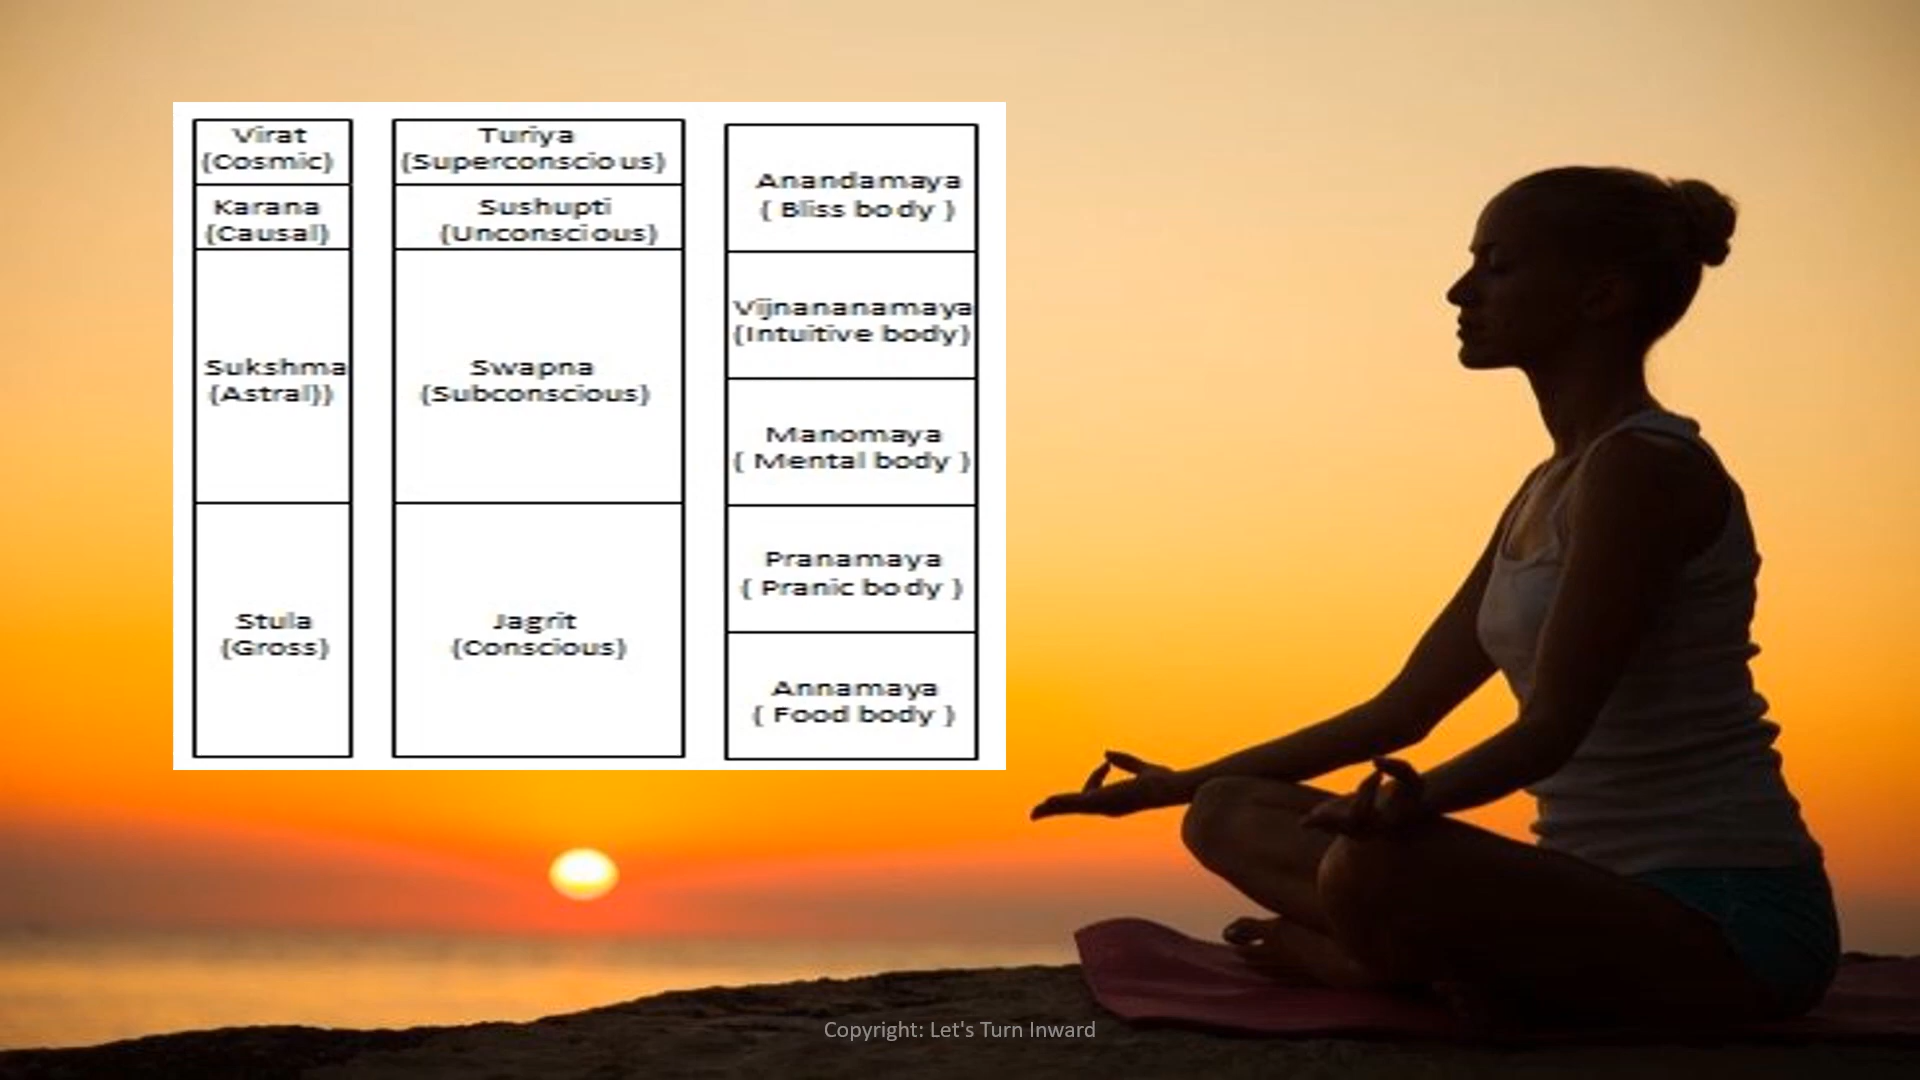 Virat
(Cosmic)
Karana
(Causal)
Sukshma
(Astral))
Stula
(Gross)
Turiya
(Superconscious)
Sushupti
(Unconscious)
Swapna
(Subconscious)
Jagrit
(Conscious)
Anandamaya
( Bliss body )
Vijnananamaya
(Intuitive body)
Manomaya
( Mental body )
Pranamaya
( Pranic body )
Annamaya
( Food body )
Copyright: Let's Turn Inward